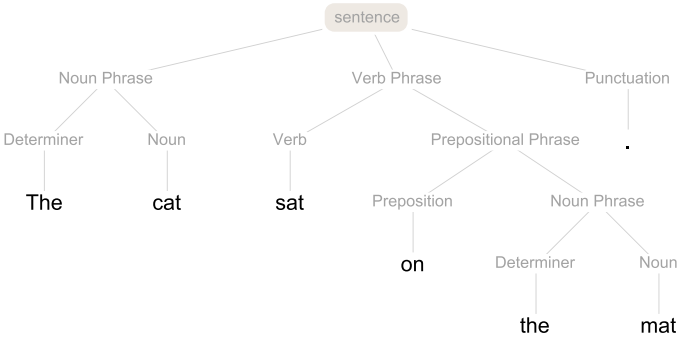 sentence
Noun Phrase Verb Phrase Punctuation
Determiner Noun Verb Prepositional Phrase .
The cat sat Preposition Noun Phrase
on Determiner Noun
the mat